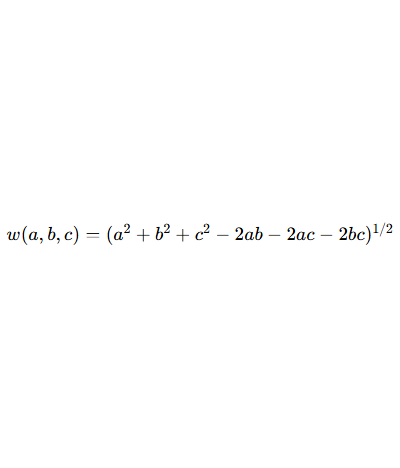 w(a, b, c) = (a² + b² + c² − 2ab − 2ac − 2bc)^{1/2}